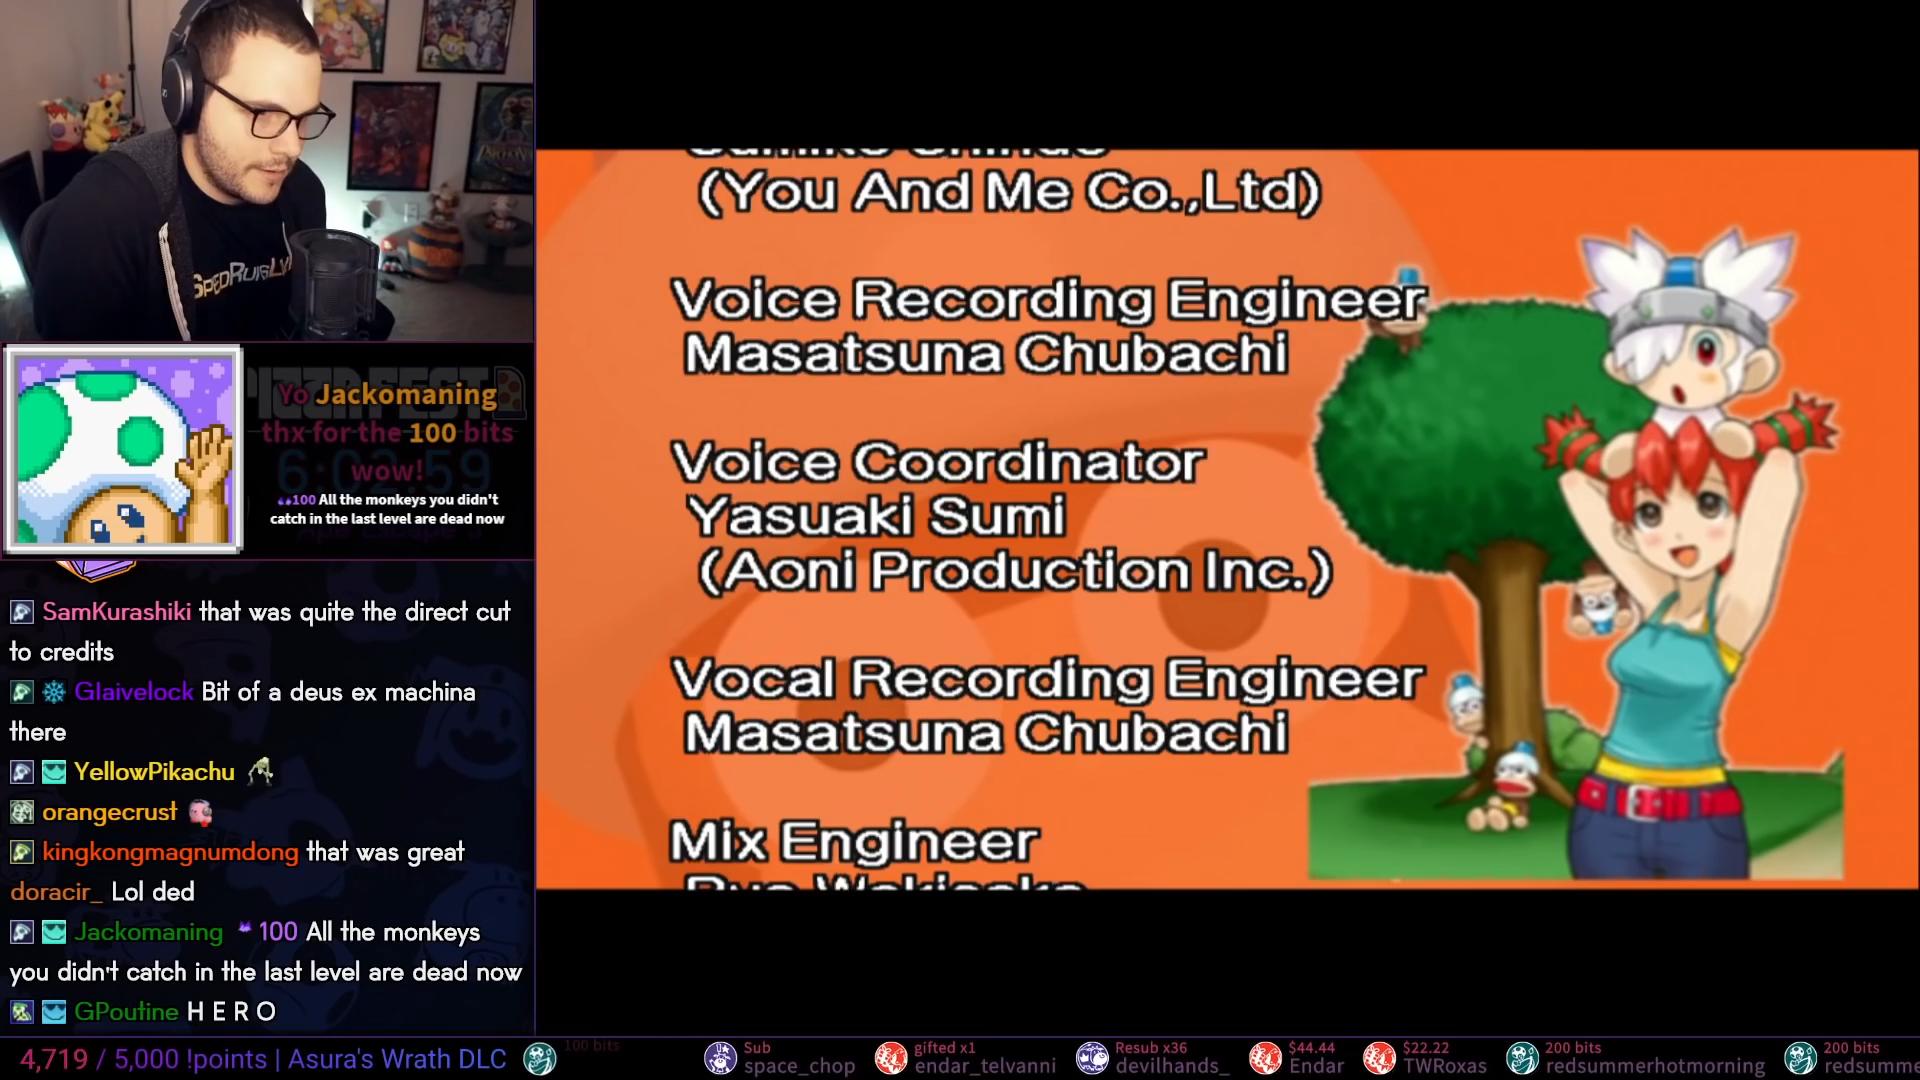 SPEEDRUNSLIVE
PIZZA FEST
Yo Jackomaning
thx for the 100 bits
wow!
100 All the monkeys you didn't
catch in the last level are dead now
SamKurashiki that was quite the direct cut
to credits
Glaivelock Bit of a deus ex machina
there
YellowPikachu
orangecrust
kingkongmagnumdong that was great
doracir_ Lol ded
Jackomaning 100 All the monkeys
you didn't catch in the last level are dead now
GPoutine H E R O
(You And Me Co.,Ltd)
Voice Recording Engineer
Masatsuna Chubachi
Voice Coordinator
Yasuaki Sumi
(Aoni Production Inc.)
Vocal Recording Engineer
Masatsuna Chubachi
Mix Engineer
4,719 / 5,000 !points | Asura's Wrath DLC
100 bits
Sub
space_chop
gifted x1
endar_telvanni
Resub x36
devilhands_
$44.44
Endar
$22.22
TWRoxas
200 bits
redsummerhotmorning
200 bits
redsumme